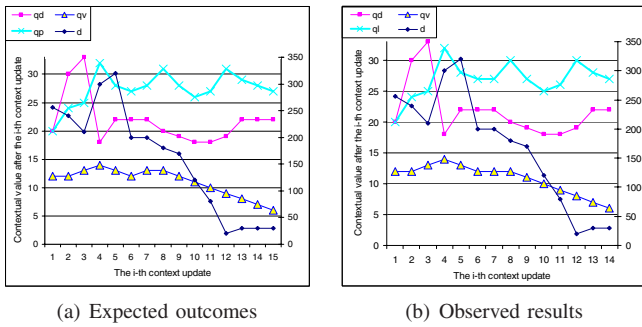 qd qv
qp d
Contextual value after the i-th context update
30
25
20
15
10
5
0
350
300
250
200
150
100
50
0
1 2 3 4 5 6 7 8 9 10 11 12 13 14 15
The i-th context update
(a) Expected outcomes
qd qv
ql d
Contextual value after the i-th context update
30
25
20
15
10
5
0
350
300
250
200
150
100
50
0
1 2 3 4 5 6 7 8 9 10 11 12 13 14
The i-th context update
(b) Observed results